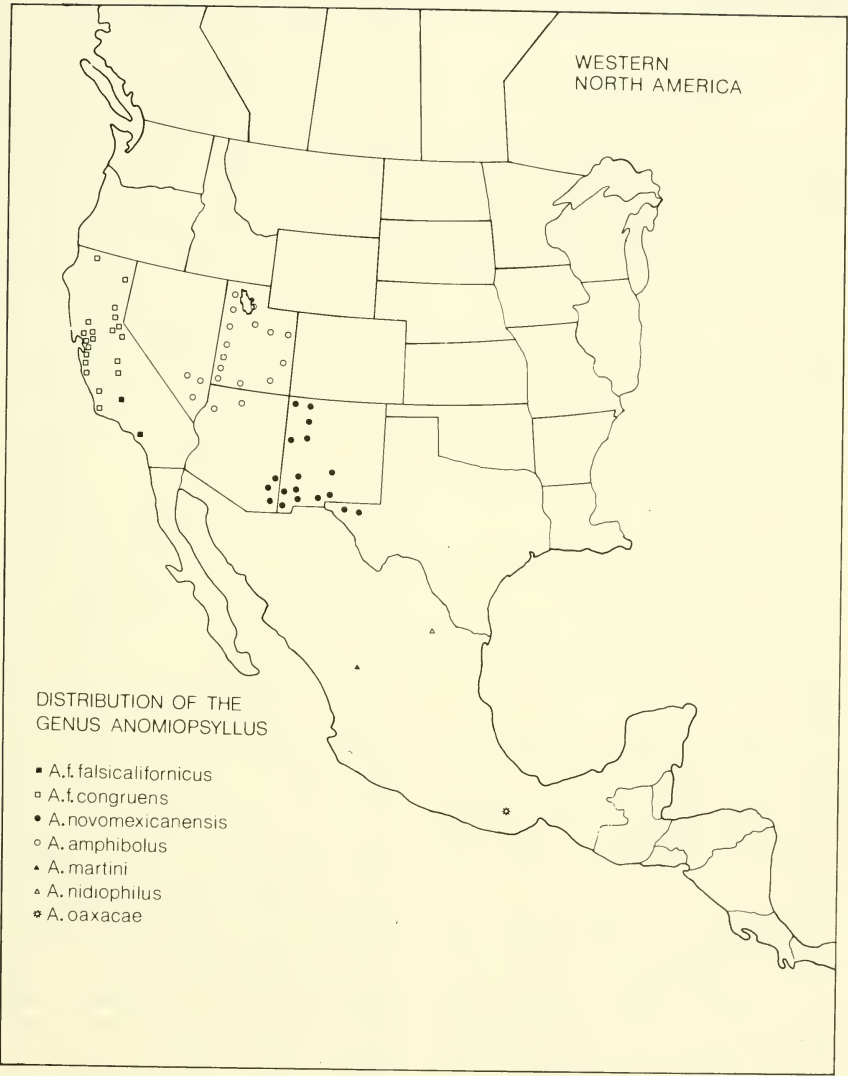 WESTERN
NORTH AMERICA
DISTRIBUTION OF THE
GENUS ANOMIOPSYLLUS
A.f. falsicalifornicus
A.f. congruens
A. novomexicanensis
A. amphibolus
A. martini
A. nidiophilus
A. oaxacae